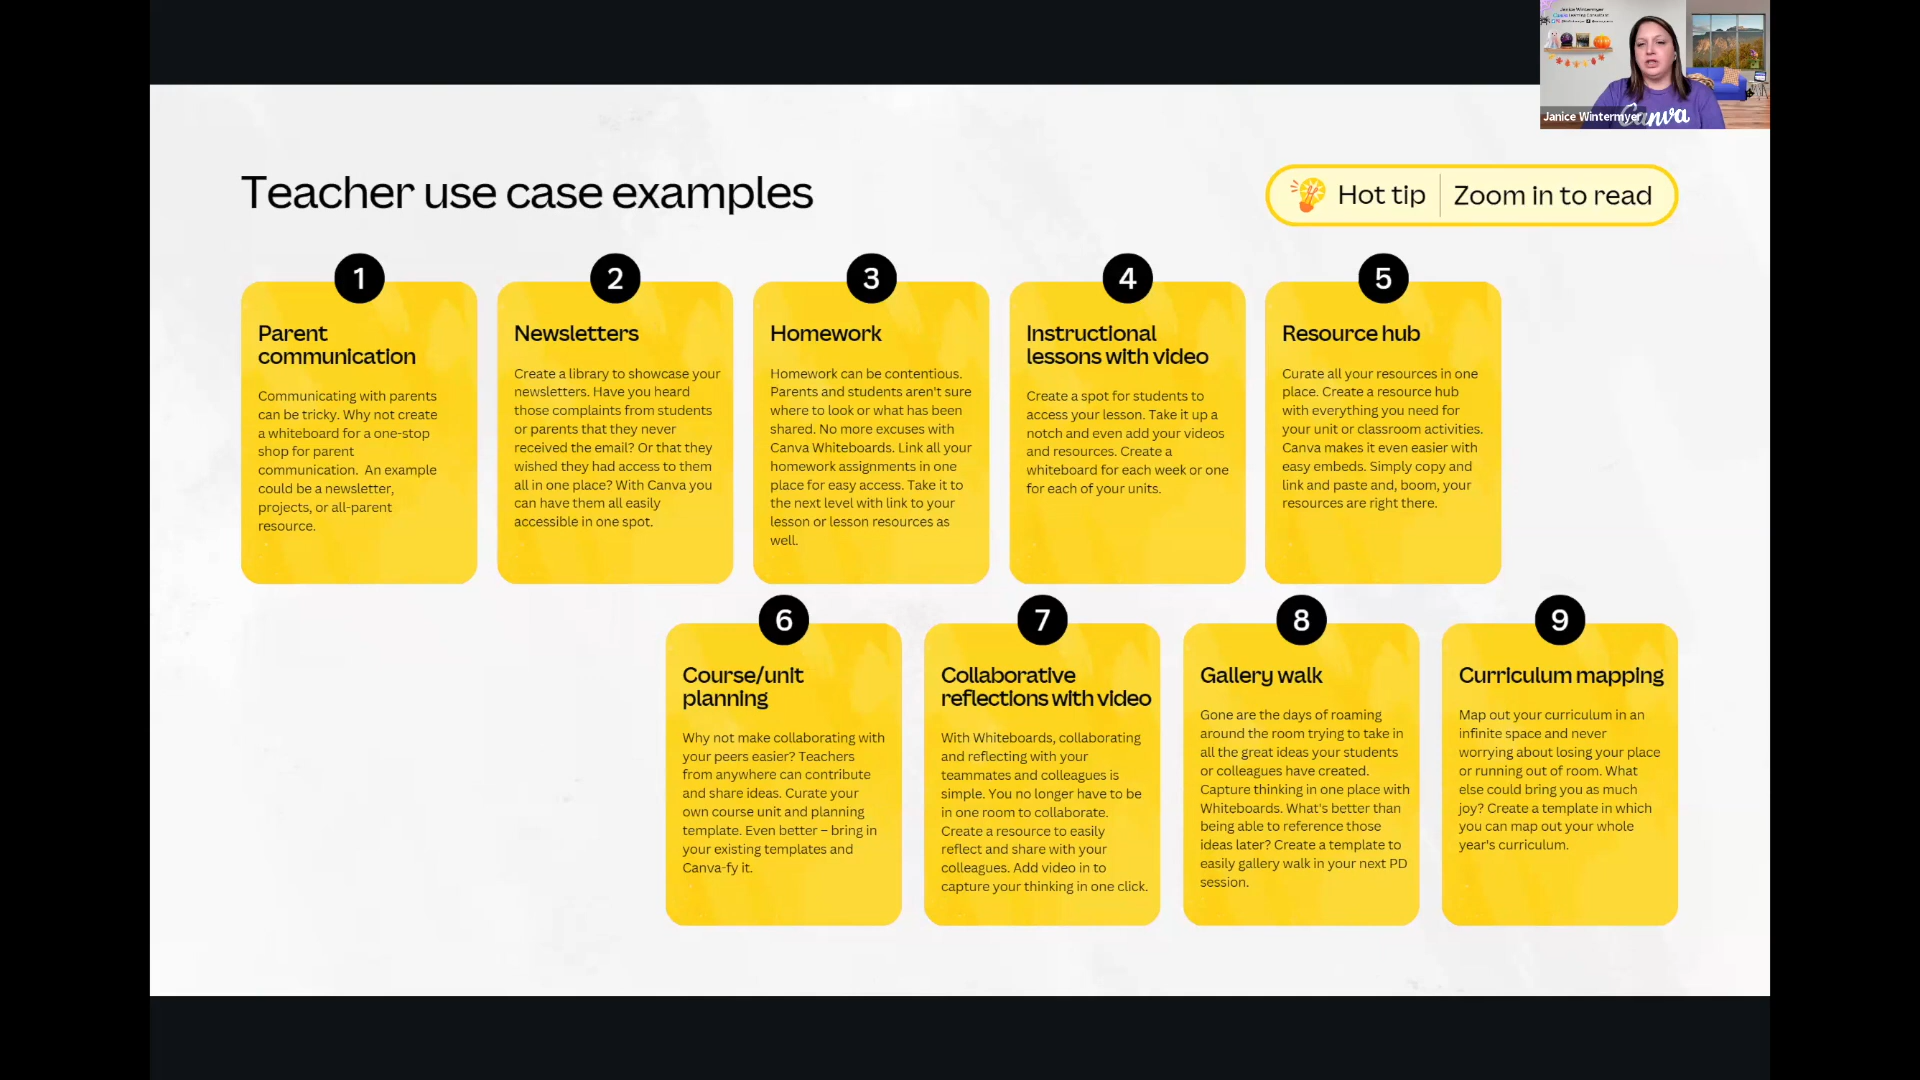 Janice Wintermyer
Canva
Janice Wintermyer
Teacher use case examples
Hot tip
Zoom in to read
1
Parent
communication
Communicating with parents
can be tricky. Why not create
a whiteboard for a one-stop
shop for parent
communication.  An example
could be a newsletter,
projects, or all-parent
resource.
2
Newsletters
Create a library to showcase your
newsletters. Have you heard
those complaints from students
or parents that they never
received the email? Or that they
wished they had access to them
all in one place? With Canva you
can have them all easily
accessible in one spot.
3
Homework
Homework can be contentious.
Parents and students aren't sure
where to look or what has been
shared. No more excuses with
Canva Whiteboards. Link all your
homework assignments in one
place for easy access. Take it to
the next level with link to your
lesson or lesson resources as
well.
4
Instructional
lessons with video
Create a spot for students to
access your lesson. Take it up a
notch and even add your videos
and resources. Create a
whiteboard for each week or one
for each of your units.
5
Resource hub
Curate all your resources in one
place. Create a resource hub
with everything you need for
your unit or classroom activities.
Canva makes it even easier with
easy embeds. Simply copy and
link and paste and, boom, your
resources are right there.
6
Course/unit
planning
Why not make collaborating with
your peers easier? Teachers
from anywhere can contribute
and share ideas. Curate your
own course unit and planning
template. Even better – bring in
your existing templates and
Canva-fy it.
7
Collaborative
reflections with video
With Whiteboards, collaborating
and reflecting with your
teammates and colleagues is
simple. You no longer have to be
in one room to collaborate.
Create a resource to easily
reflect and share with your
colleagues. Add video in to
capture your thinking in one click.
8
Gallery walk
Gone are the days of roaming
around the room trying to take in
all the great ideas your students
or colleagues have created.
Capture thinking in one place with
Whiteboards. What's better than
being able to reference those
ideas later? Create a template to
easily gallery walk in your next PD
session.
9
Curriculum mapping
Map out your curriculum in an
infinite space and never
worrying about losing your place
or running out of room. What
else could bring you as much
joy? Create a template in which
you can map out your whole
year's curriculum.